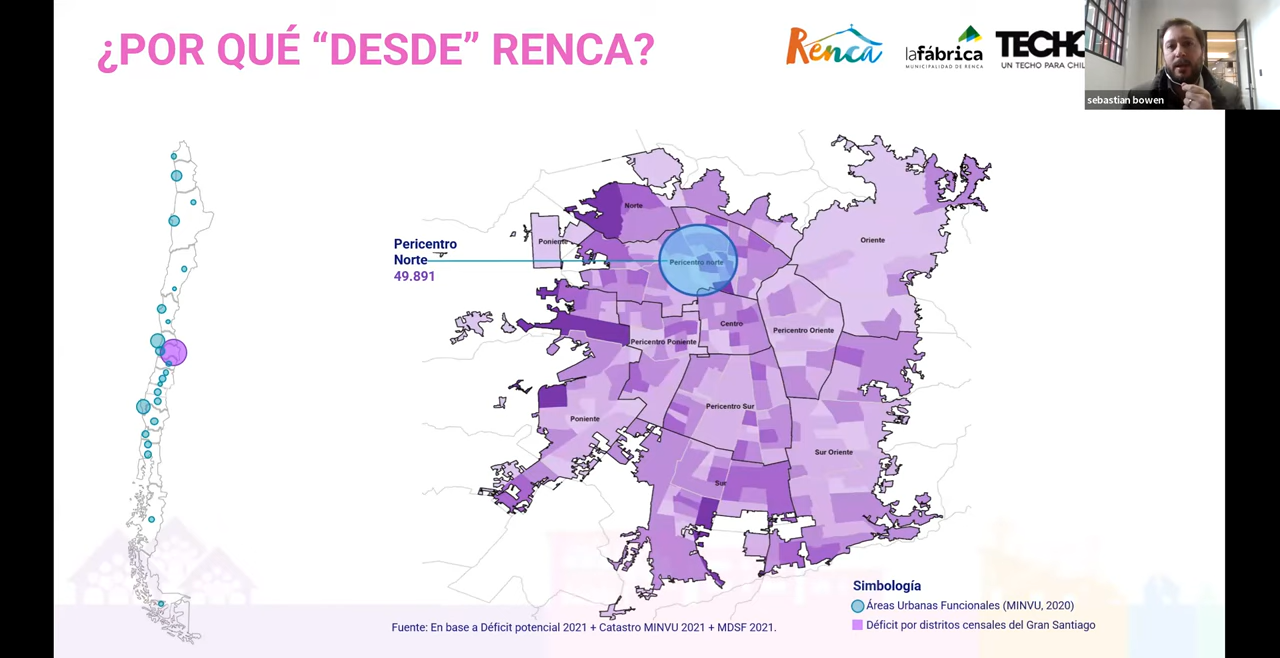 ¿POR QUÉ “DESDE” RENCA?
Renca
lafábrica
MUNICIPALIDAD DE RENCA
TECHO
UN TECHO PARA CHIL
sebastian bowen
Norte
Poniente
Oriente
Pericentro
Norte
49.891
Pericentro norte
Centro
Pericentro Oriente
Pericentro Poniente
Pericentro Sur
Poniente
Sur Oriente
Sur
Simbología
Áreas Urbanas Funcionales (MINVU, 2020)
Déficit por distritos censales del Gran Santiago
Fuente: En base a Déficit potencial 2021 + Catastro MINVU 2021 + MDSF 2021.